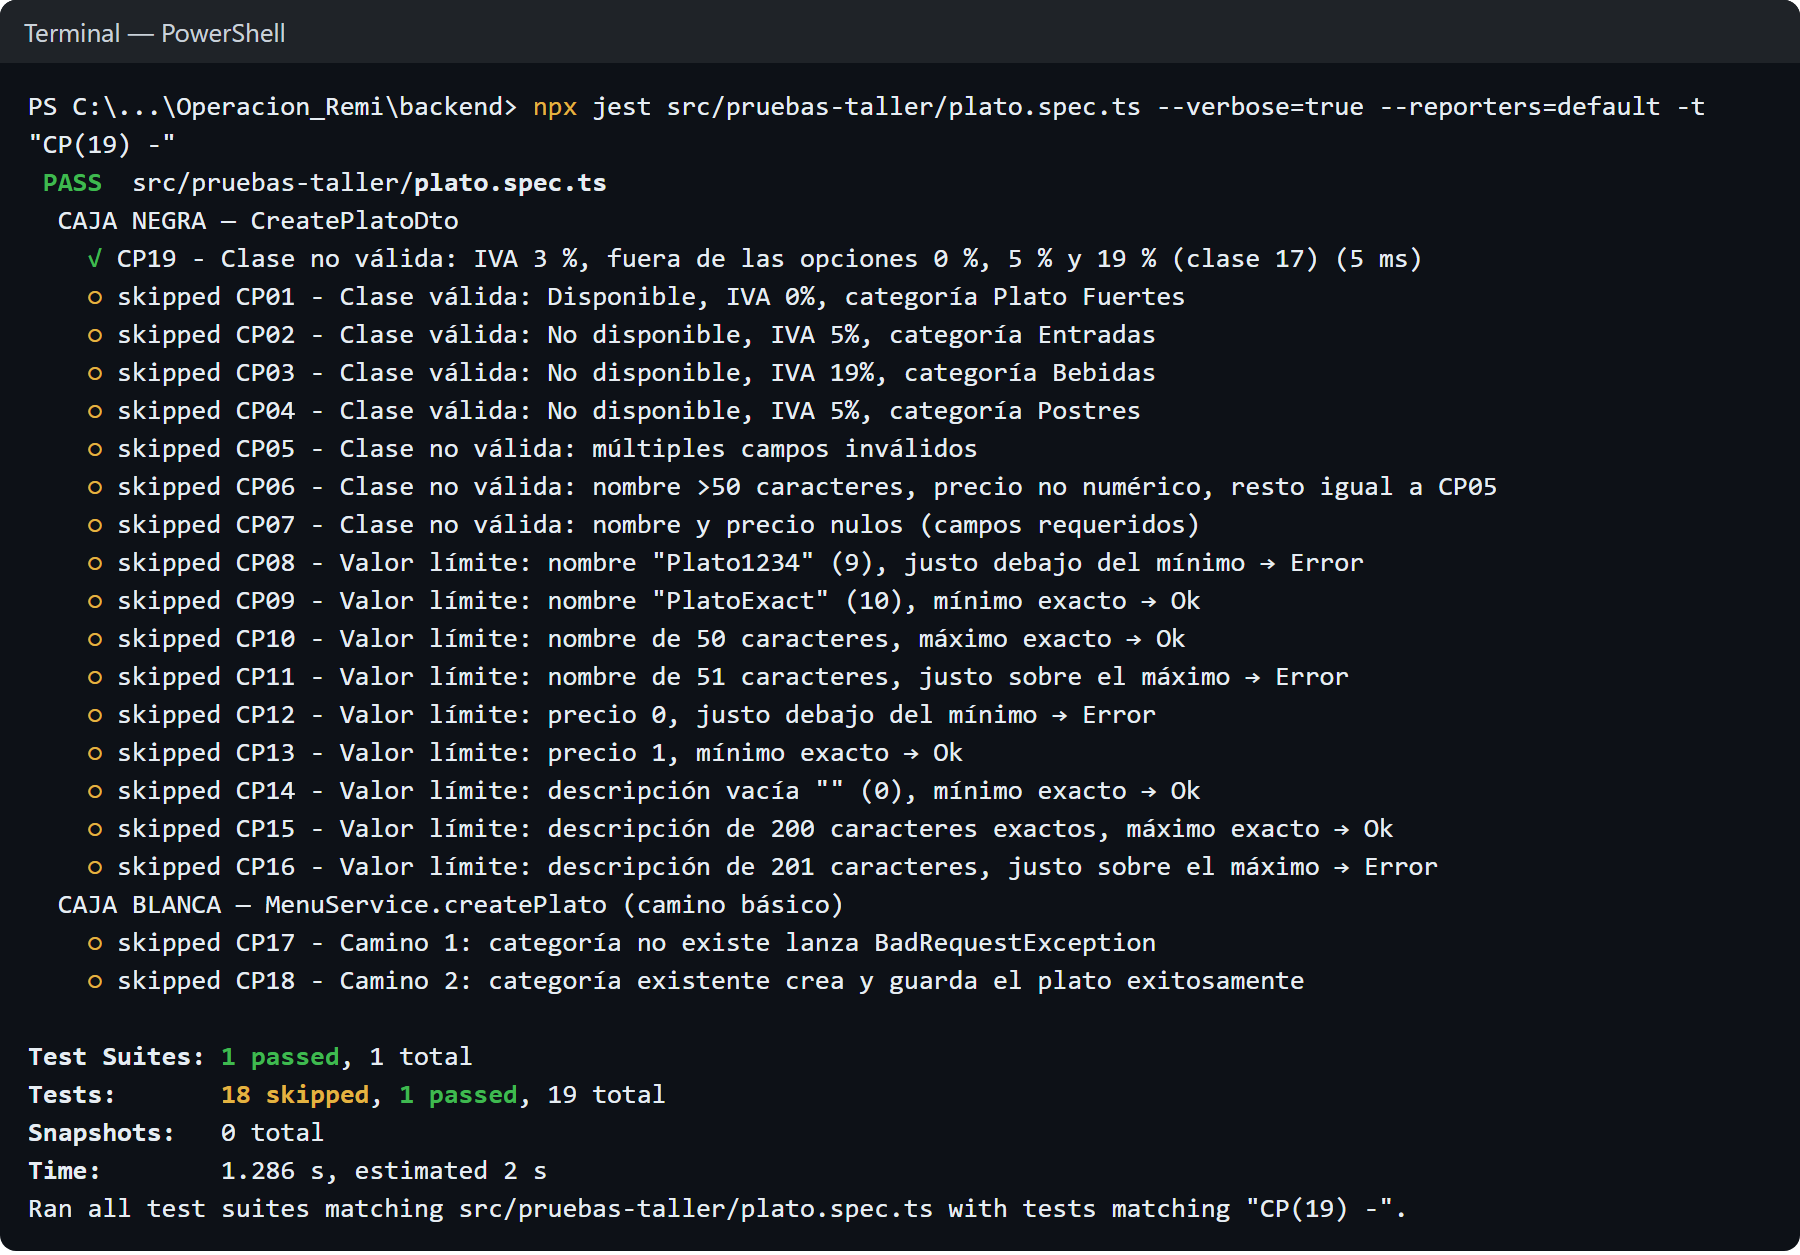 Terminal — PowerShell
PS C:\...\Operacion_Remi\backend> npx jest src/pruebas-taller/plato.spec.ts --verbose=true --reporters=default -t
"CP(19) -"
PASS src/pruebas-taller/plato.spec.ts
CAJA NEGRA — CreatePlatoDto
√ CP19 - Clase no válida: IVA 3 %, fuera de las opciones 0 %, 5 % y 19 % (clase 17) (5 ms)
○ skipped CP01 - Clase válida: Disponible, IVA 0%, categoría Plato Fuertes
○ skipped CP02 - Clase válida: No disponible, IVA 5%, categoría Entradas
○ skipped CP03 - Clase válida: No disponible, IVA 19%, categoría Bebidas
○ skipped CP04 - Clase válida: No disponible, IVA 5%, categoría Postres
○ skipped CP05 - Clase no válida: múltiples campos inválidos
○ skipped CP06 - Clase no válida: nombre >50 caracteres, precio no numérico, resto igual a CP05
○ skipped CP07 - Clase no válida: nombre y precio nulos (campos requeridos)
○ skipped CP08 - Valor límite: nombre "Plato1234" (9), justo debajo del mínimo → Error
○ skipped CP09 - Valor límite: nombre "PlatoExact" (10), mínimo exacto → Ok
○ skipped CP10 - Valor límite: nombre de 50 caracteres, máximo exacto → Ok
○ skipped CP11 - Valor límite: nombre de 51 caracteres, justo sobre el máximo → Error
○ skipped CP12 - Valor límite: precio 0, justo debajo del mínimo → Error
○ skipped CP13 - Valor límite: precio 1, mínimo exacto → Ok
○ skipped CP14 - Valor límite: descripción vacía "" (0), mínimo exacto → Ok
○ skipped CP15 - Valor límite: descripción de 200 caracteres exactos, máximo exacto → Ok
○ skipped CP16 - Valor límite: descripción de 201 caracteres, justo sobre el máximo → Error
CAJA BLANCA — MenuService.createPlato (camino básico)
○ skipped CP17 - Camino 1: categoría no existe lanza BadRequestException
○ skipped CP18 - Camino 2: categoría existente crea y guarda el plato exitosamente
Test Suites: 1 passed, 1 total
Tests: 18 skipped, 1 passed, 19 total
Snapshots: 0 total
Time: 1.286 s, estimated 2 s
Ran all test suites matching src/pruebas-taller/plato.spec.ts with tests matching "CP(19) -".